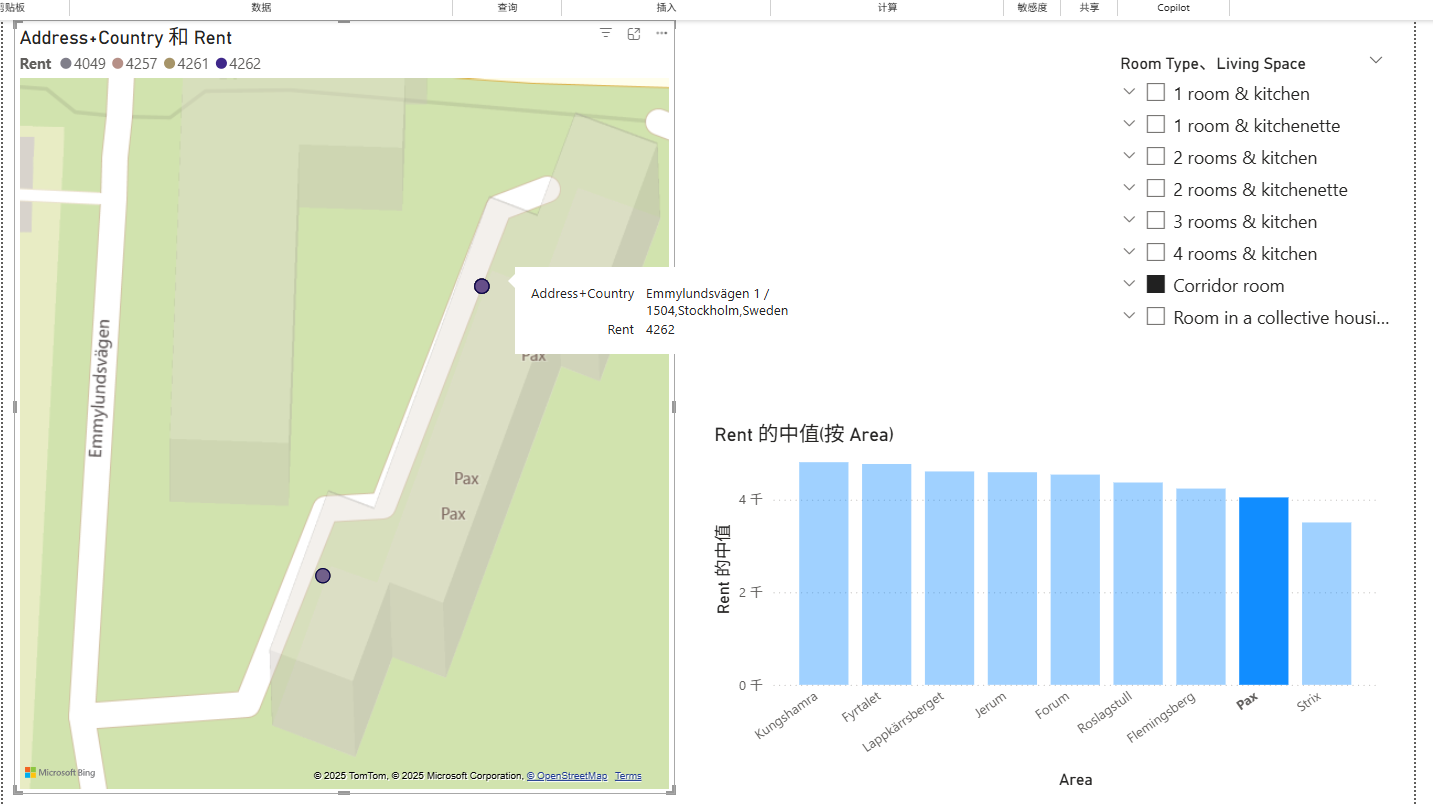 剪贴板
数据
查询
插入
计算
敏感度
共享
Copilot
Address+Country 和 Rent
Rent 4049 4257 4261 4262
Emmylundsvägen
Address+Country Emmylundsvägen 1 /
1504,Stockholm,Sweden
Rent 4262
Pax
Pax
Pax
Microsoft Bing
© 2025 TomTom, © 2025 Microsoft Corporation, © OpenStreetMap Terms
Room Type、Living Space
1 room & kitchen
1 room & kitchenette
2 rooms & kitchen
2 rooms & kitchenette
3 rooms & kitchen
4 rooms & kitchen
Corridor room
Room in a collective housi...
Rent 的中值(按 Area)
Rent 的中值
4 千
2 千
0 千
Kungshamra
Fyrtalet
Lappkärrsberget
Jerum
Forum
Roslagstull
Flemingsberg
Pax
Strix
Area